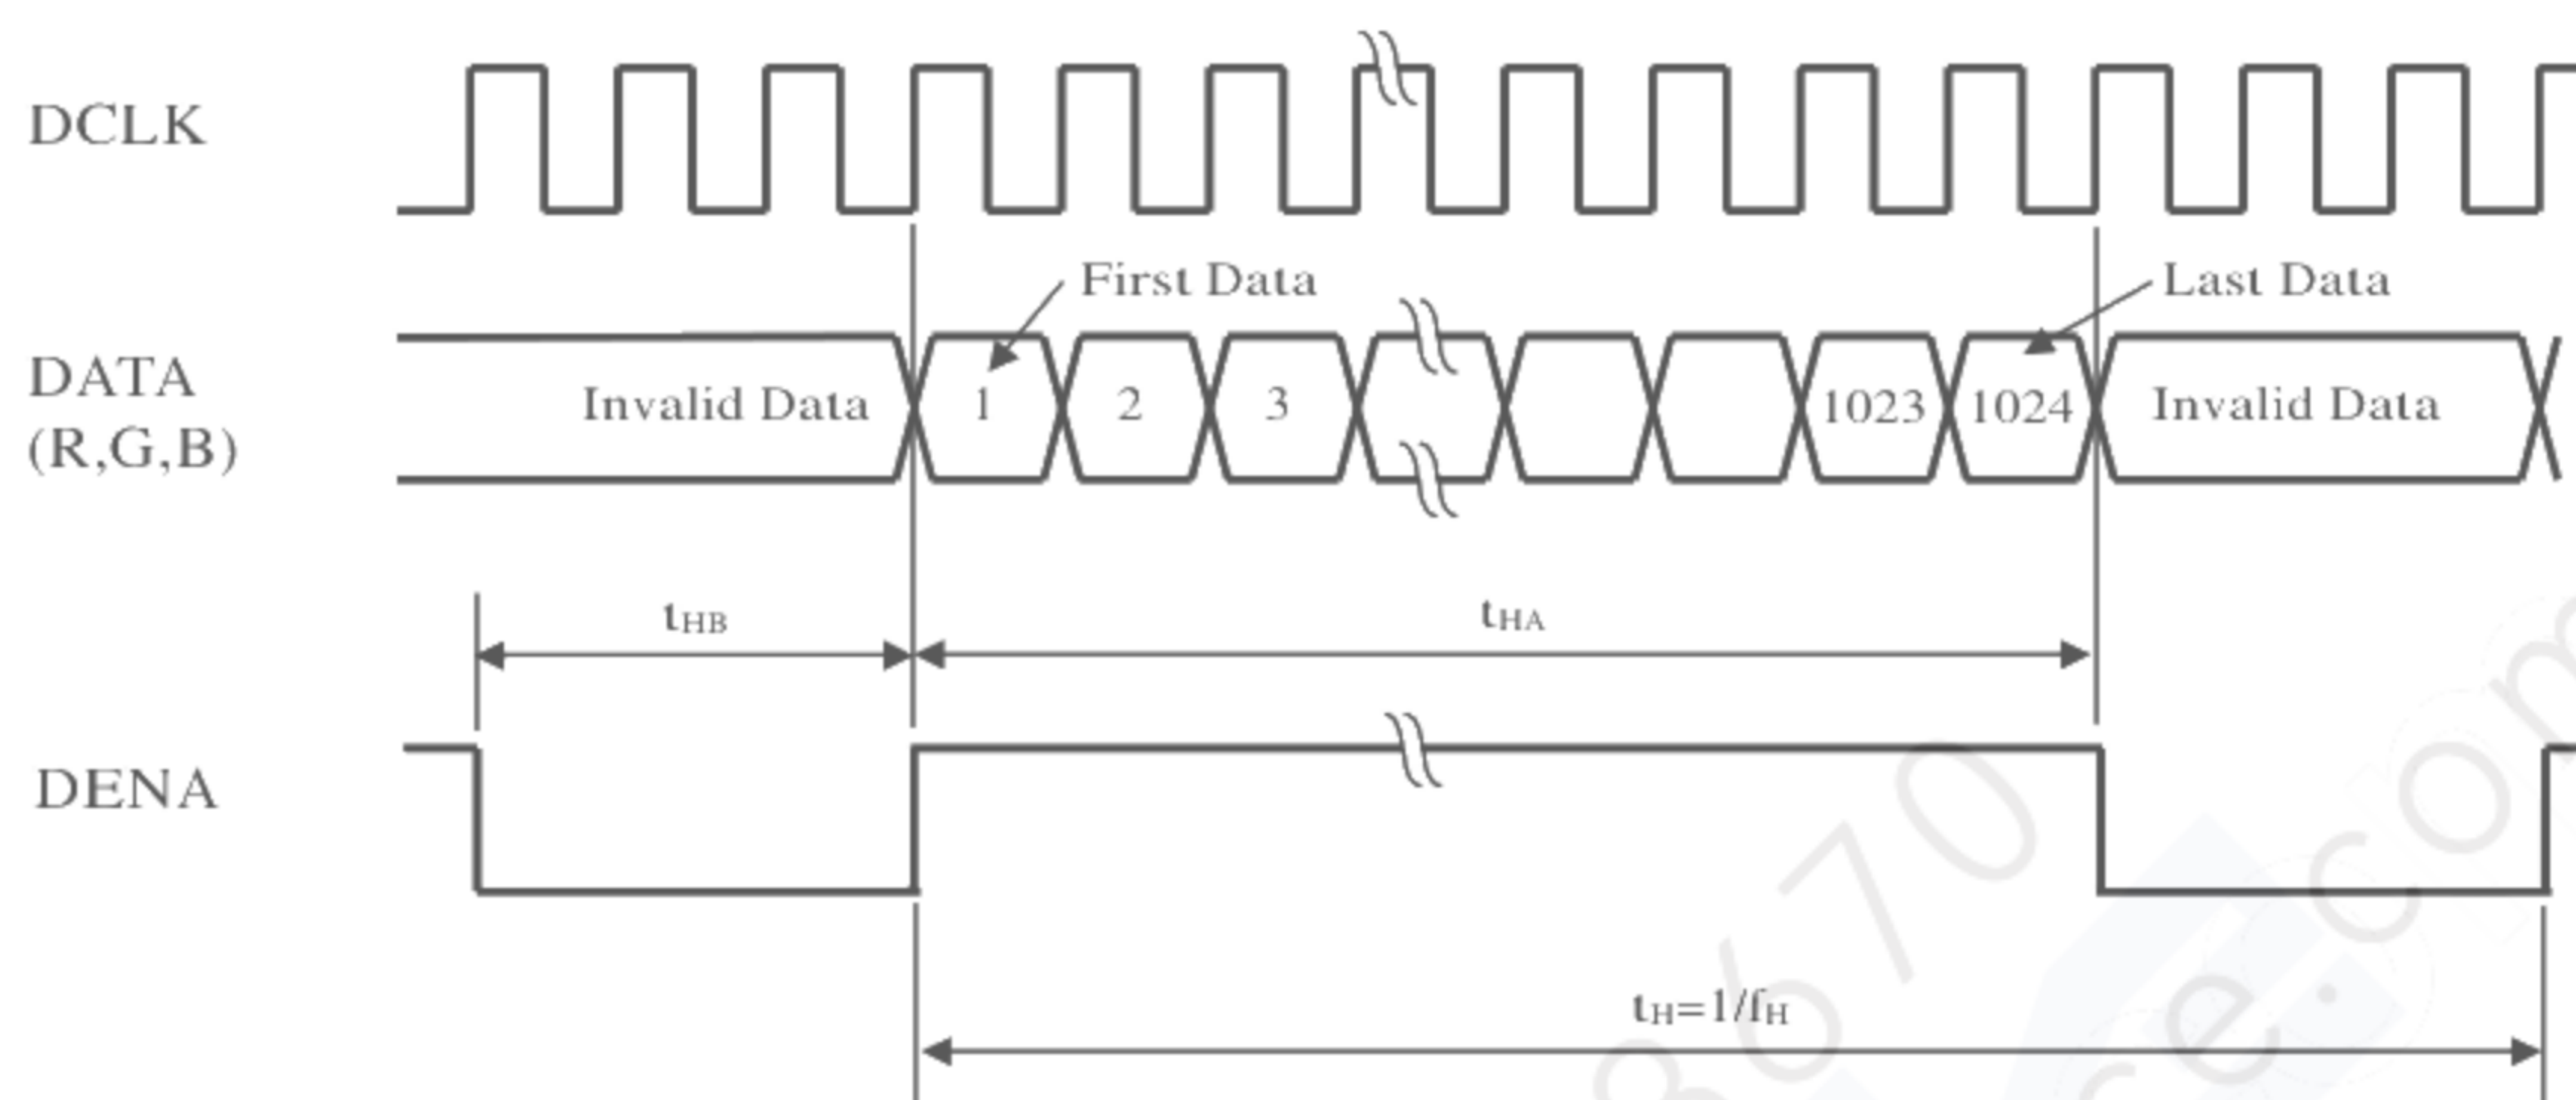 DCLK
First Data
Last Data
DATA
(R,G,B)
Invalid Data
1
2
3
1023
1024
Invalid Data
tHB
tHA
DENA
tH=1/fH